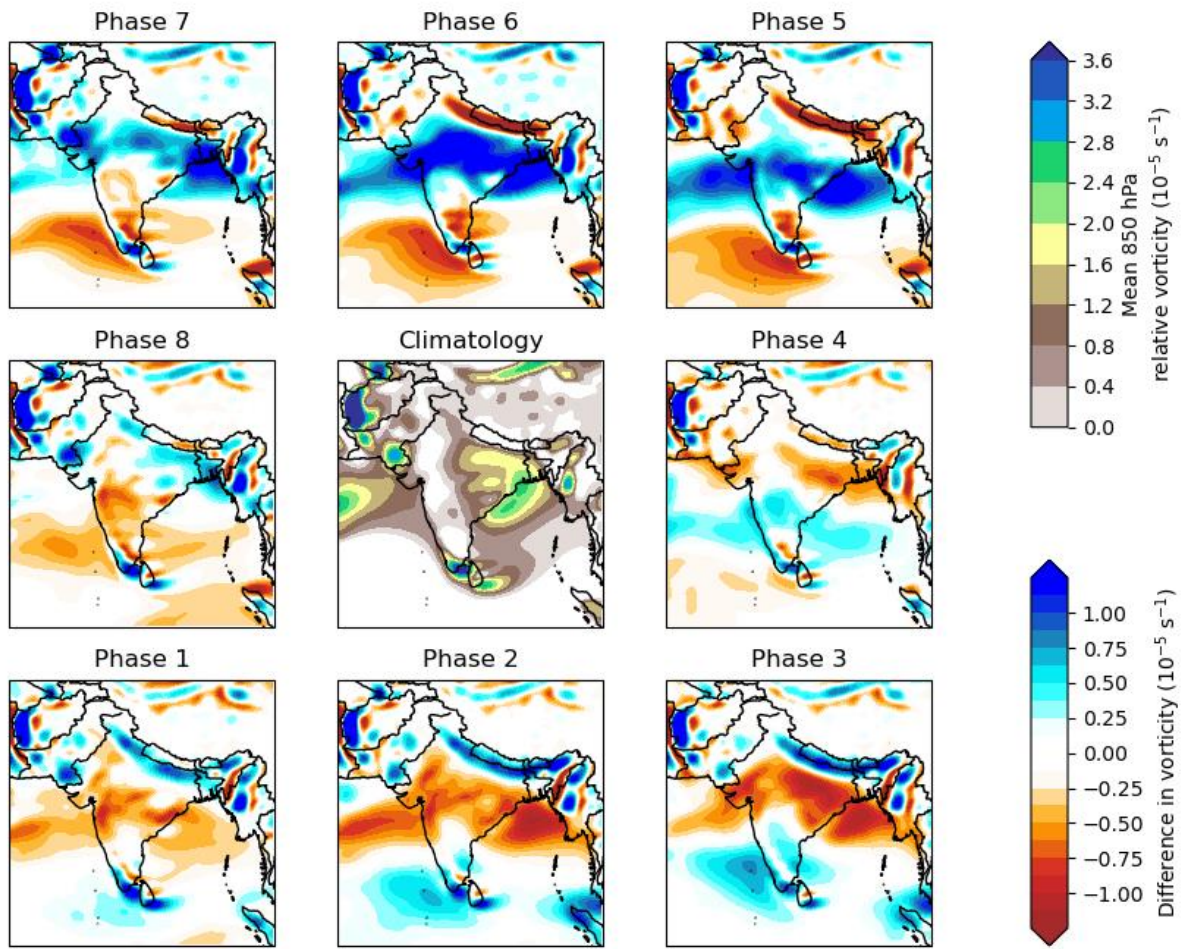 Phase 7
Phase 6
Phase 5
Phase 8
Climatology
Phase 4
Phase 1
Phase 2
Phase 3
3.6
3.2
2.8
2.4
2.0
1.6
1.2
0.8
0.4
0.0
Mean 850 hPa
relative vorticity (10⁻⁵ s⁻¹)
1.00
0.75
0.50
0.25
0.00
−0.25
−0.50
−0.75
−1.00
Difference in vorticity (10⁻⁵ s⁻¹)